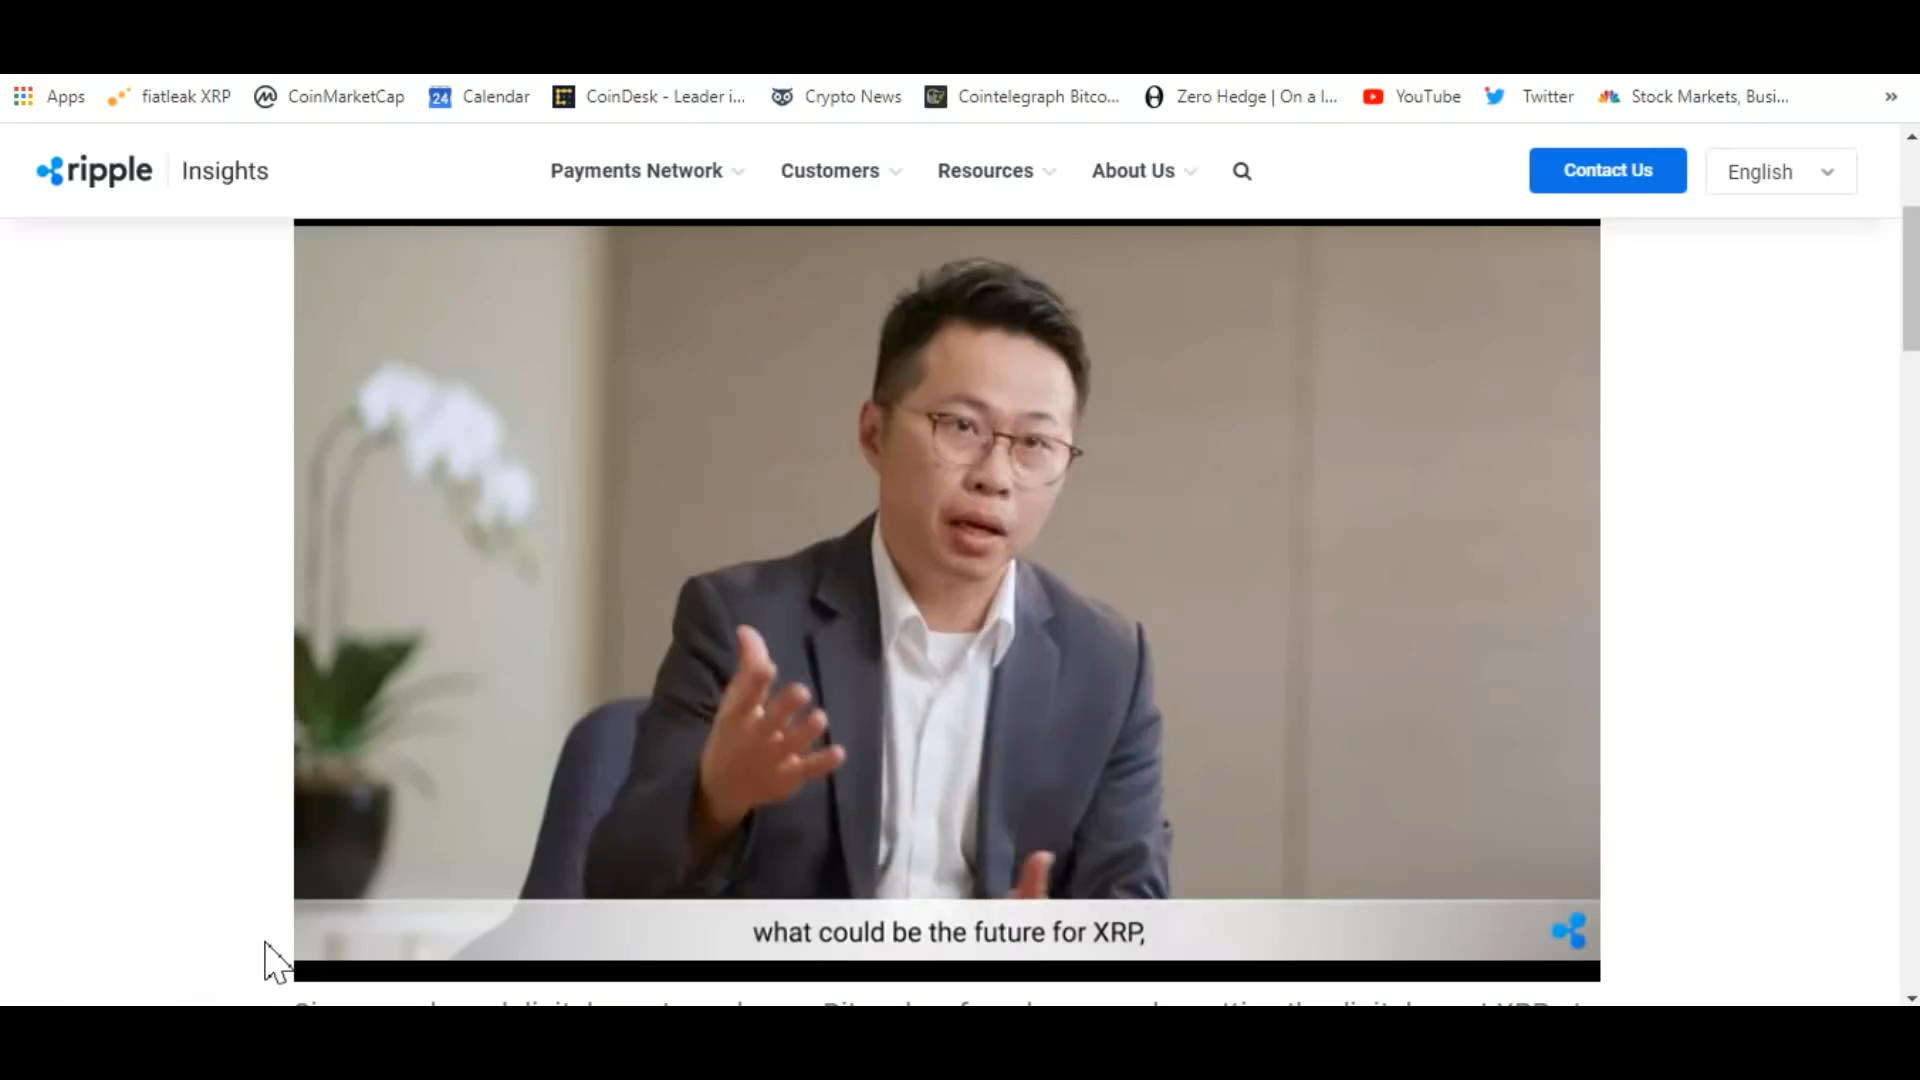 Apps fiatleak XRP CoinMarketCap 24 Calendar CoinDesk - Leader i... Crypto News Cointelegraph Bitco... Zero Hedge | On a l... YouTube Twitter Stock Markets, Busi... »
ripple Insights Payments Network Customers Resources About Us Contact Us English
what could be the future for XRP,